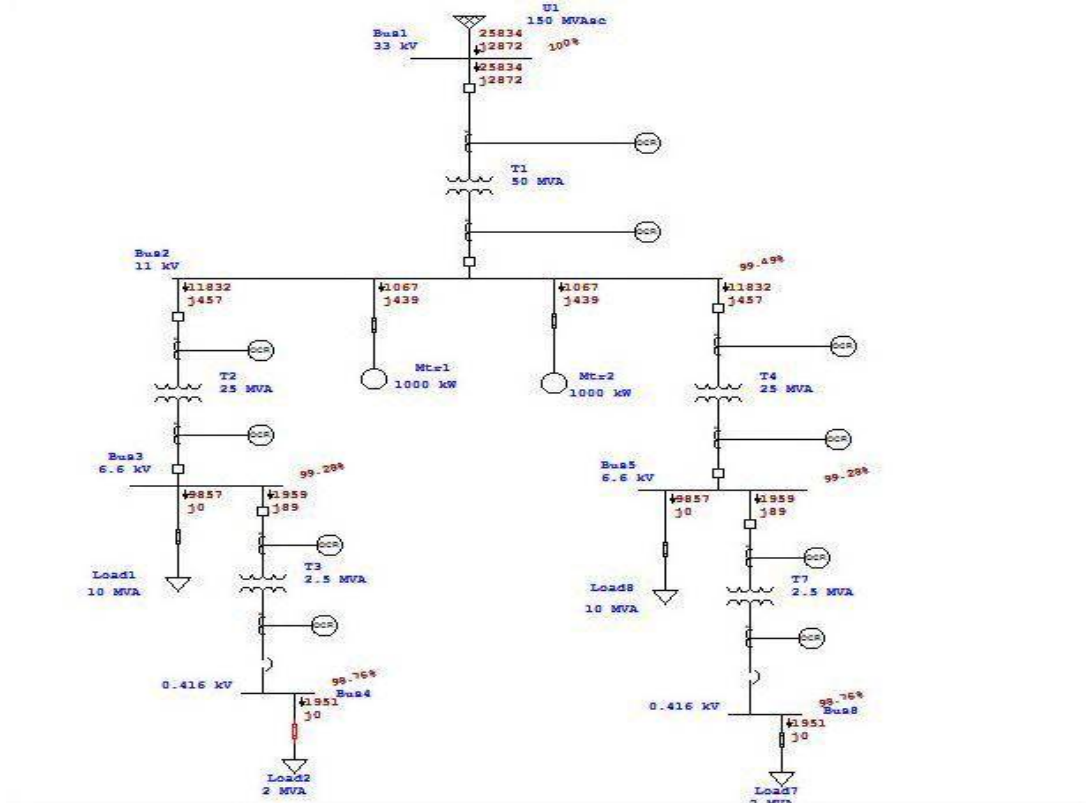 U1
150 MVAsc
Bus1
33 kV
25834
j2872
100%
25834
j2872
OCR
T1
50 MVA
OCR
Bus2
11 kV
99.49%
11832
j457
1067
j439
1067
j439
11832
j457
OCR
OCR
T2
25 MVA
Mtr1
1000 kW
Mtr2
1000 kW
T4
25 MVA
OCR
OCR
Bus3
6.6 kV
99.28%
Bus5
6.6 kV
99.28%
9857
j0
1959
j89
9857
j0
1959
j89
OCR
OCR
T3
2.5 MVA
Load1
10 MVA
T7
2.5 MVA
Load8
10 MVA
OCR
OCR
0.416 kV
Bus4
1951
j0
0.416 kV
Bus8
1951
j0
Load2
2 MVA
Load7